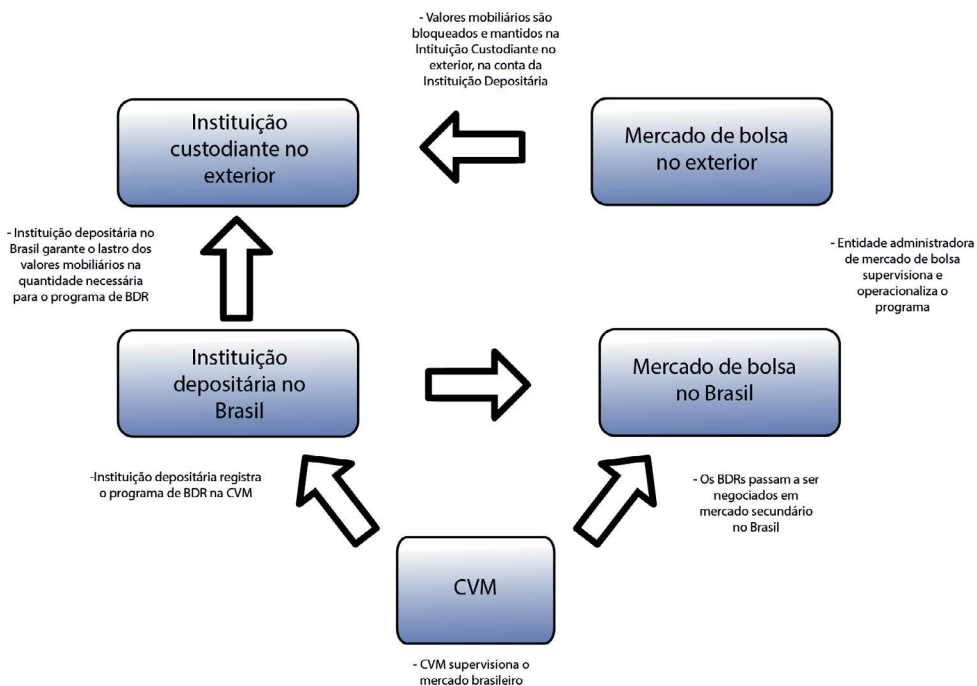 - Valores mobiliários são
bloqueados e mantidos na
Intituição Custodiante no
exterior, na conta da
Instituição Depositária
Instituição
custodiante no
exterior
Mercado de bolsa
no exterior
- Instituição depositária no
Brasil garante o lastro dos
valores mobiliários na
quantidade necessária
para o programa de BDR
- Entidade administradora
de mercado de bolsa
supervisiona e
operacionaliza o
programa
Instituição
depositária no
Brasil
Mercado de bolsa
no Brasil
-Instituição depositária registra
o programa de BDR na CVM
- Os BDRs passam a ser
negociados em
mercado secundário
no Brasil
CVM
- CVM supervisiona o
mercado brasileiro